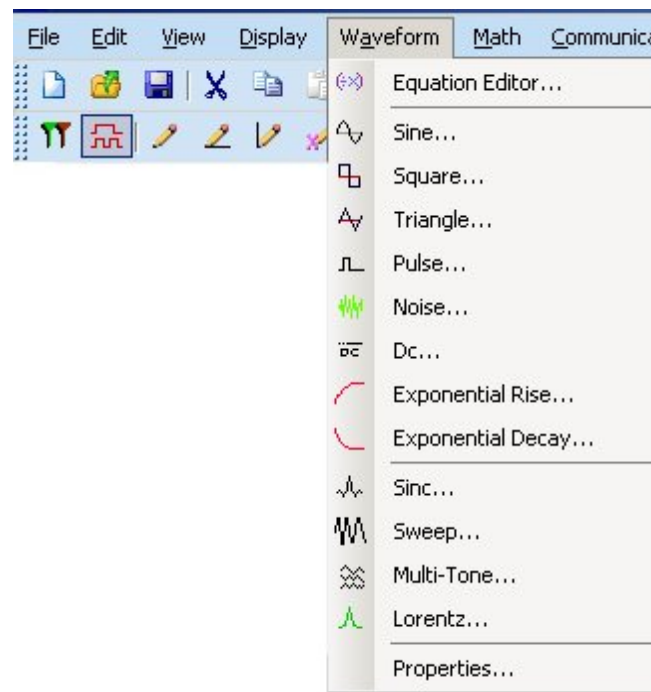 File Edit View Display Waveform Math
Equation Editor...
Sine...
Square...
Triangle...
Pulse...
Noise...
DC Dc...
Exponential Rise...
Exponential Decay...
Sinc...
Sweep...
Multi-Tone...
Lorentz...
Properties...